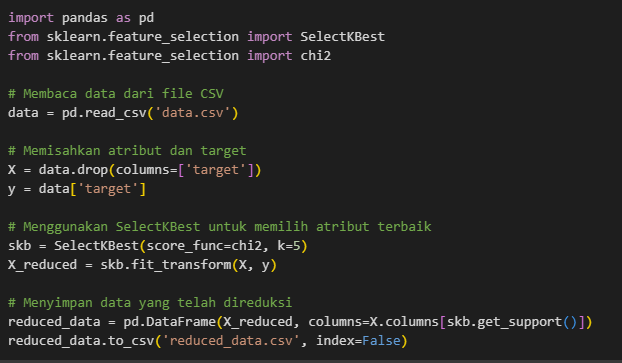 import pandas as pd
from sklearn.feature_selection import SelectKBest
from sklearn.feature_selection import chi2

# Membaca data dari file CSV
data = pd.read_csv('data.csv')

# Memisahkan atribut dan target
X = data.drop(columns=['target'])
y = data['target']

# Menggunakan SelectKBest untuk memilih atribut terbaik
skb = SelectKBest(score_func=chi2, k=5)
X_reduced = skb.fit_transform(X, y)

# Menyimpan data yang telah direduksi
reduced_data = pd.DataFrame(X_reduced, columns=X.columns[skb.get_support()])
reduced_data.to_csv('reduced_data.csv', index=False)